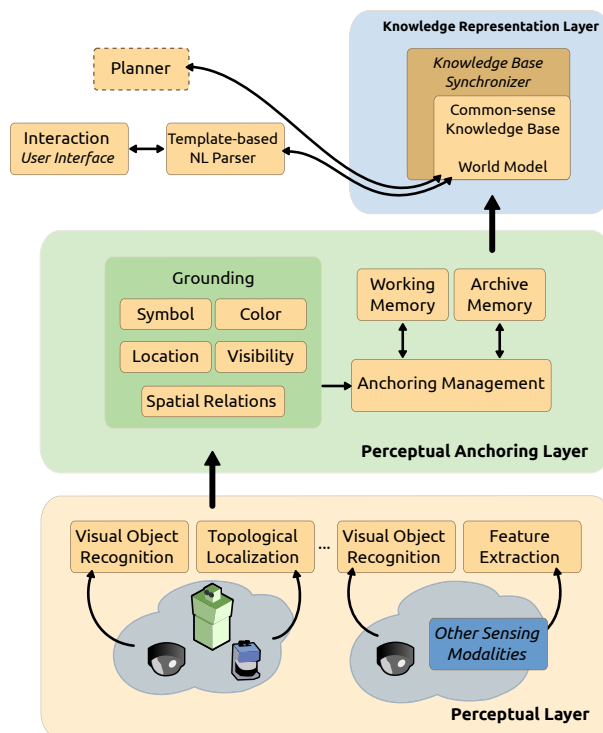 Knowledge Representation Layer
Knowledge Base
Synchronizer
Common-sense
Knowledge Base
World Model
Planner
Interaction
User Interface
Template-based
NL Parser
Grounding
Symbol
Color
Location
Visibility
Spatial Relations
Working
Memory
Archive
Memory
Anchoring Management
Perceptual Anchoring Layer
Visual Object
Recognition
Topological
Localization
...
Visual Object
Recognition
Feature
Extraction
Other Sensing
Modalities
Perceptual Layer